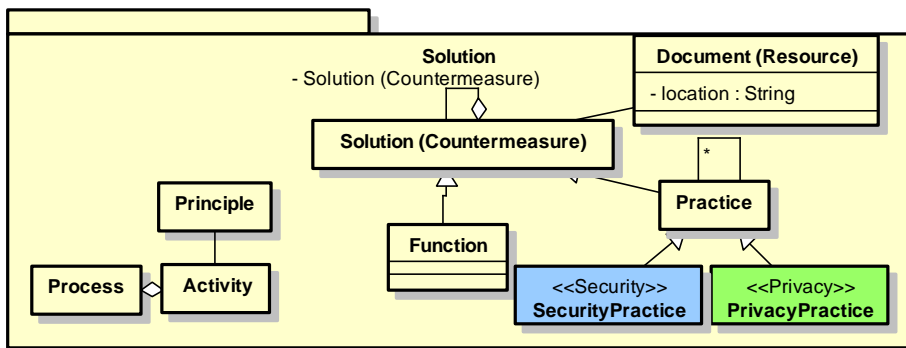 Solution
- Solution (Countermeasure)
Document (Resource)
- location : String
Solution (Countermeasure)
*
Principle
Practice
Function
Process
Activity
<<Security>>
SecurityPractice
<<Privacy>>
PrivacyPractice